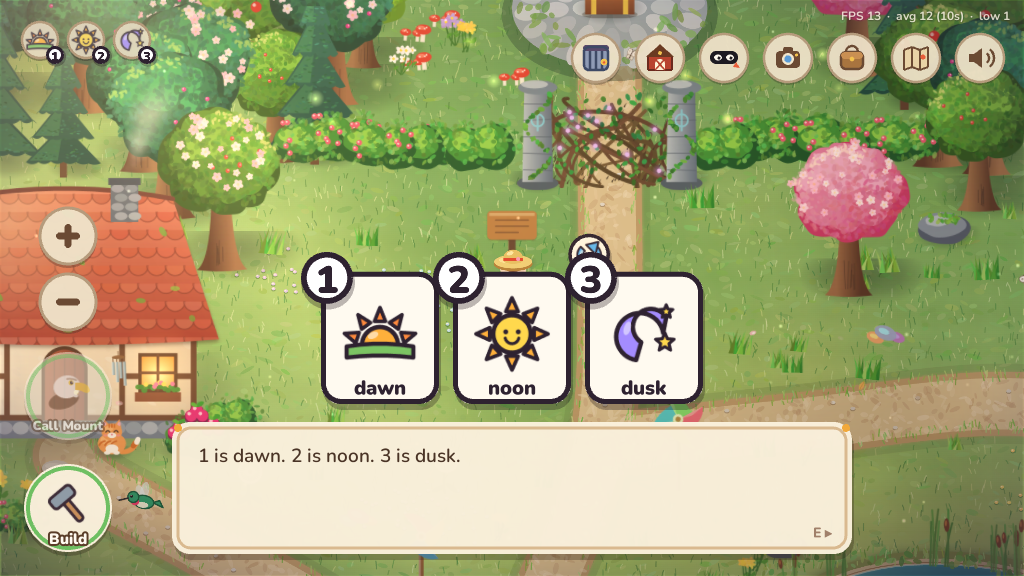 FPS 13 · avg 12 (10s) · low 1
1 2 3
1 2 3
dawn noon dusk
Call Mount
1 is dawn. 2 is noon. 3 is dusk.
Build
E